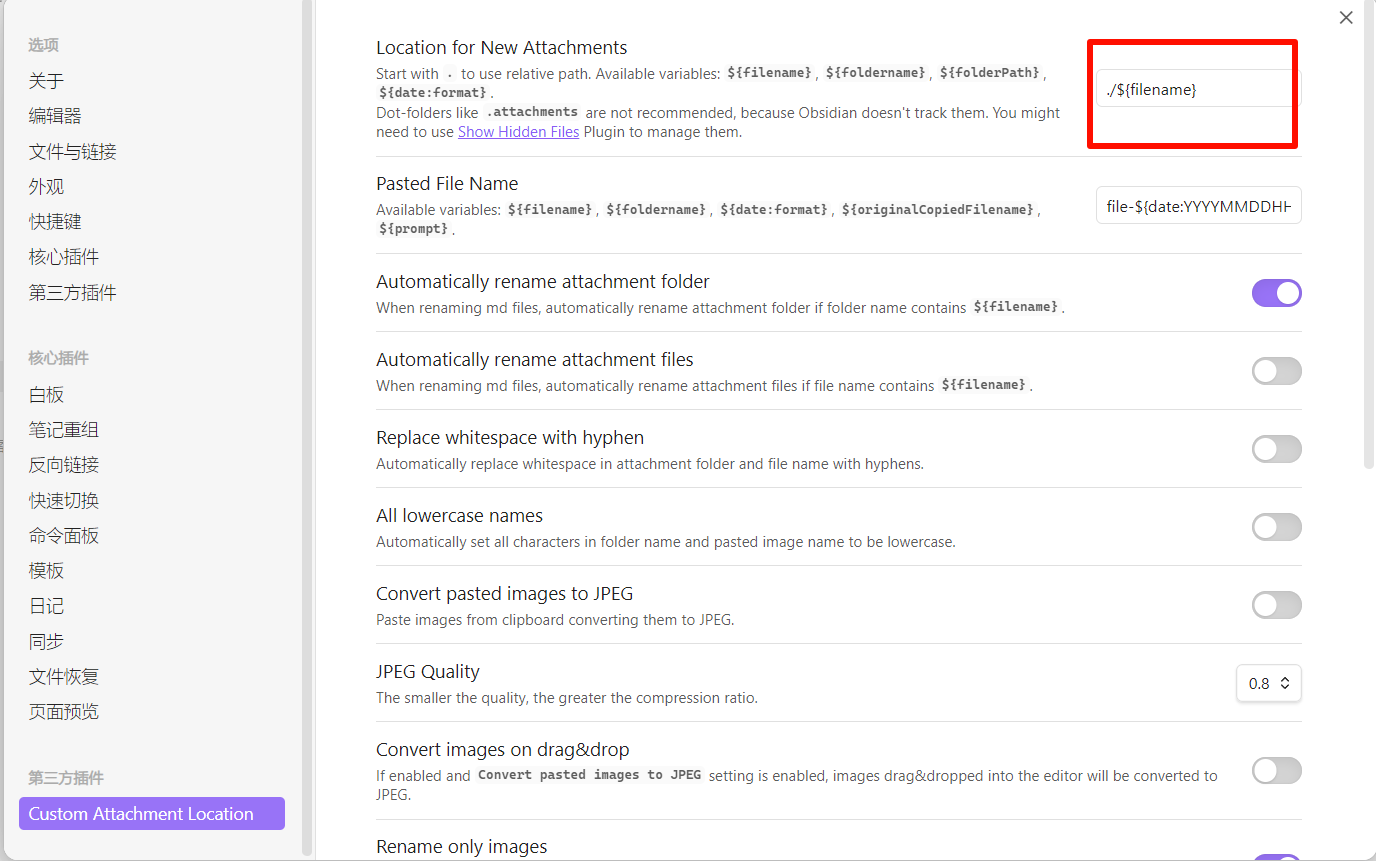 选项
关于
编辑器
文件与链接
外观
快捷键
核心插件
第三方插件
核心插件
白板
笔记重组
反向链接
快速切换
命令面板
模板
日记
同步
文件恢复
页面预览
第三方插件
Custom Attachment Location
Location for New Attachments
Start with . to use relative path. Available variables: ${filename}, ${foldername}, ${folderPath},
${date:format}.
Dot-folders like .attachments are not recommended, because Obsidian doesn't track them. You might
need to use Show Hidden Files Plugin to manage them.
./${filename}
Pasted File Name
Available variables: ${filename}, ${foldername}, ${date:format}, ${originalCopiedFilename},
${prompt}.
file-${date:YYYYMMDDHH
Automatically rename attachment folder
When renaming md files, automatically rename attachment folder if folder name contains ${filename}.
Automatically rename attachment files
When renaming md files, automatically rename attachment files if file name contains ${filename}.
Replace whitespace with hyphen
Automatically replace whitespace in attachment folder and file name with hyphens.
All lowercase names
Automatically set all characters in folder name and pasted image name to be lowercase.
Convert pasted images to JPEG
Paste images from clipboard converting them to JPEG.
JPEG Quality
The smaller the quality, the greater the compression ratio.
0.8
Convert images on drag&drop
If enabled and Convert pasted images to JPEG setting is enabled, images drag&dropped into the editor will be converted to
JPEG.
Rename only images